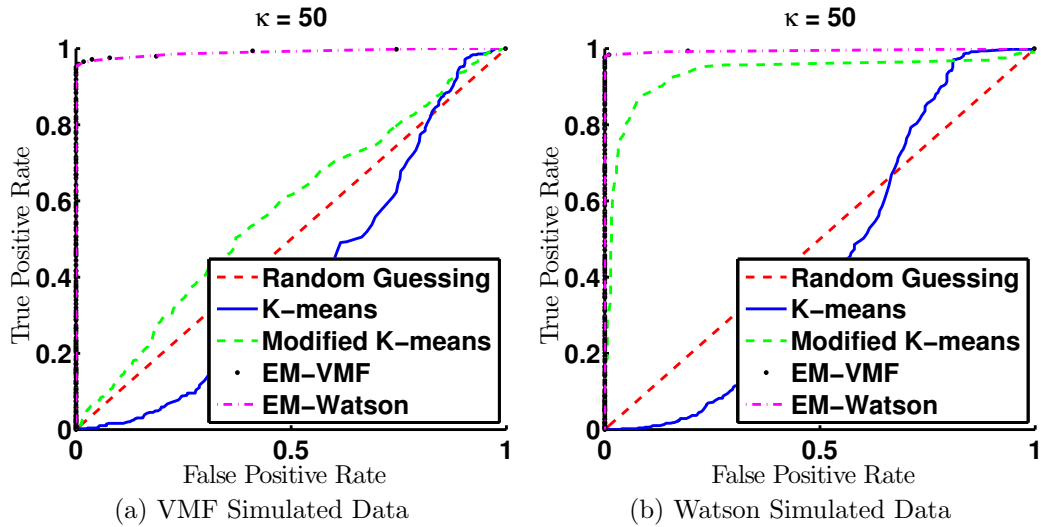 κ = 50
1
0.8
0.6
0.4
0.2
0
0.5
1
True Positive Rate
False Positive Rate
Random Guessing
K−means
Modified K−means
EM−VMF
EM−Watson
(a) VMF Simulated Data
κ = 50
1
0.8
0.6
0.4
0.2
0
0
0.5
1
True Positive Rate
False Positive Rate
Random Guessing
K−means
Modified K−means
EM−VMF
EM−Watson
(b) Watson Simulated Data